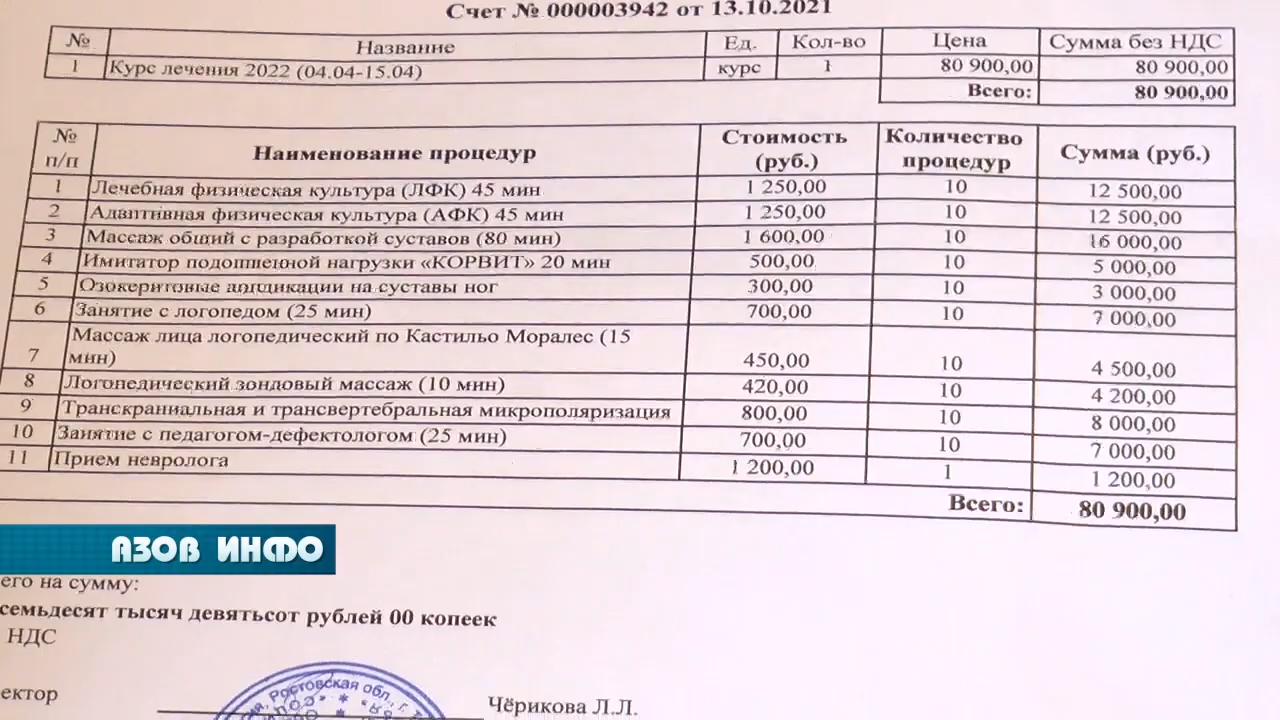 Счет № 000003942 от 13.10.2021
№ Название Ед. Кол-во Цена Сумма без НДС
1 Курс лечения 2022 (04.04-15.04) курс 1 80 900,00 80 900,00
Всего: 80 900,00
№ п/п Наименование процедур Стоимость (руб.) Количество процедур Сумма (руб.)
1 Лечебная физическая культура (ЛФК) 45 мин 1 250,00 10 12 500,00
2 Адаптивная физическая культура (АФК) 45 мин 1 250,00 10 12 500,00
3 Массаж общий с разработкой суставов (80 мин) 1 600,00 10 16 000,00
4 Имитатор подошвенной нагрузки «КОРВИТ» 20 мин 500,00 10 5 000,00
5 Озокеритовые аппликации на суставы ног 300,00 10 3 000,00
6 Занятие с логопедом (25 мин) 700,00 10 7 000,00
7 Массаж лица логопедический по Кастильо Моралес (15 мин) 450,00 10 4 500,00
8 Логопедический зондовый массаж (10 мин) 420,00 10 4 200,00
9 Транскраниальная и трансвертебральная микрополяризация 800,00 10 8 000,00
10 Занятие с педагогом-дефектологом (25 мин) 700,00 10 7 000,00
11 Прием невролога 1 200,00 1 1 200,00
Всего: 80 900,00
АЗОВ ИНФО
его на сумму:
семьдесят тысяч девятьсот рублей 00 копеек
НДС
ектор Чёрикова Л.Л.
Ростовская обл., г.